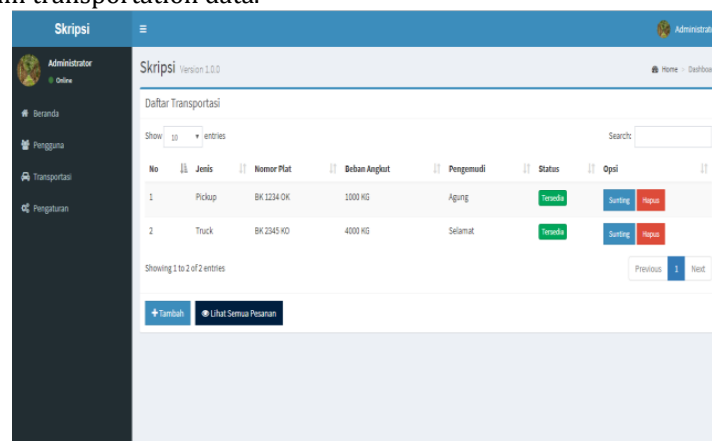 transportation data.
Skripsi
Administrator
Administrator
Online
Skripsi Version 1.0.0
Home > Dashboard
Beranda
Pengguna
Transportasi
Pengaturan
Daftar Transportasi
Show 10 entries
Search:
No Jenis Nomor Plat Beban Angkut Pengemudi Status Opsi
1 Pickup BK 1234 OK 1000 KG Agung Tersedia Sunting Hapus
2 Truck BK 2345 KO 4000 KG Selamat Tersedia Sunting Hapus
Showing 1 to 2 of 2 entries
Previous 1 Next
+ Tambah Lihat Semua Pesanan